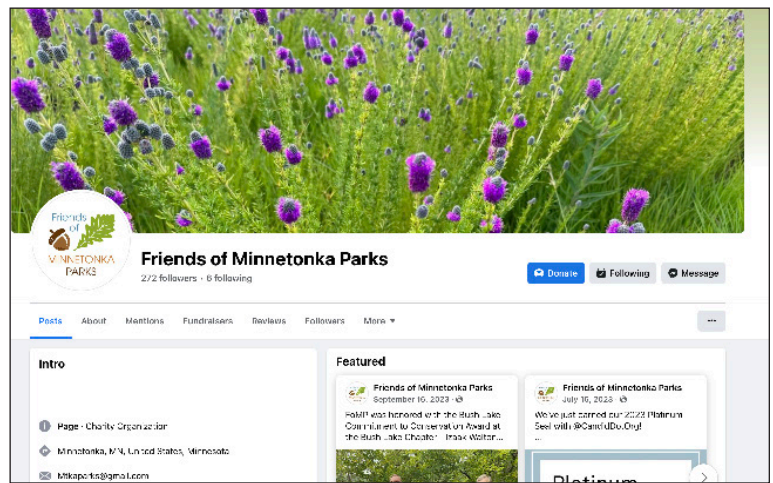 Friends
of
MINNETONKA
PARKS
Friends of Minnetonka Parks
272 followers · 6 following
Donate
Following
Message
Posts
About
Mentions
Fundraisers
Reviews
Followers
More
Intro
Page · Charity Organization
Minnetonka, MN, United States, Minnesota
Mtkaparks@gmail.com
Featured
Friends of Minnetonka Parks
September 16, 2023
FoMP was honored with the Bush Lake
Commitment to Conservation Award at
the Bush Lake Chapter - Izaak Walton...
Friends of Minnetonka Parks
July 16, 2023
We've just earned our 2023 Platinum
Seal with @CandidDotOrg!
...
Platinum